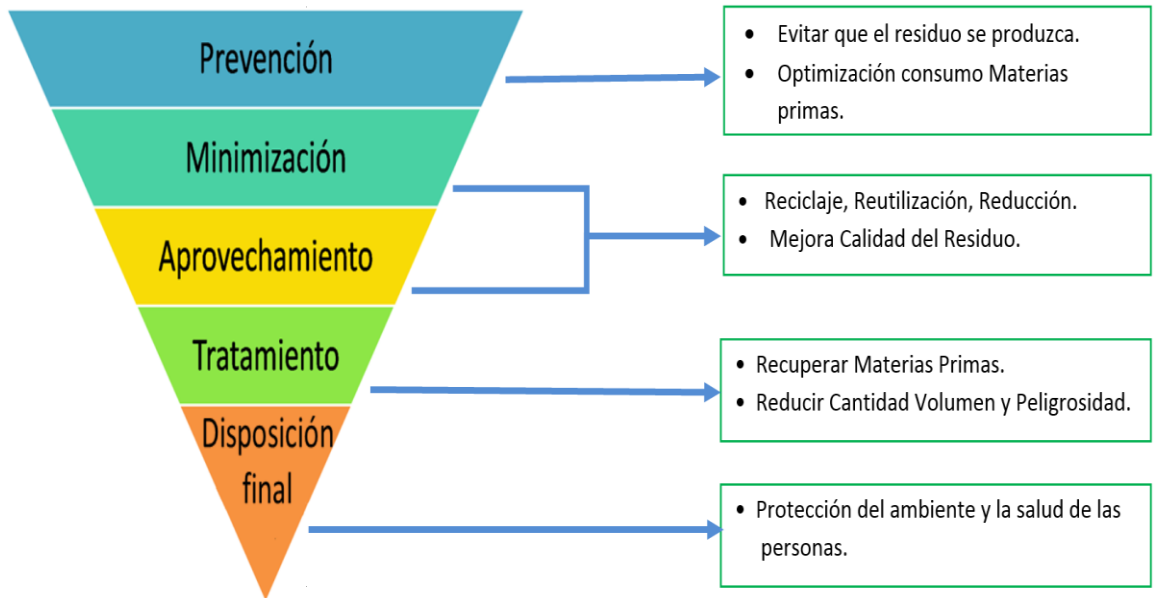 Prevención
• Evitar que el residuo se produzca.
• Optimización consumo Materias
primas.
Minimización
Aprovechamiento
• Reciclaje, Reutilización, Reducción.
• Mejora Calidad del Residuo.
Tratamiento
• Recuperar Materias Primas.
• Reducir Cantidad Volumen y Peligrosidad.
Disposición
final
• Protección del ambiente y la salud de las
personas.